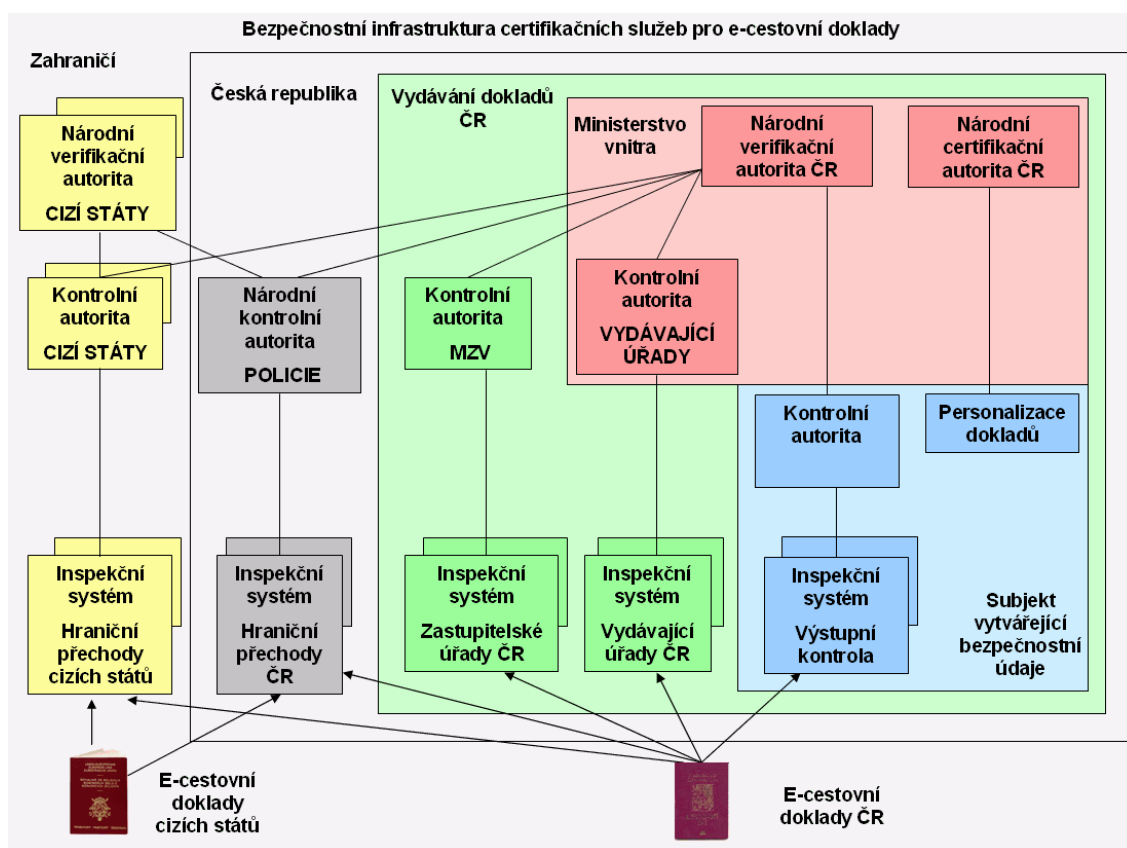 Bezpečnostní infrastruktura certifikačních služeb pro e-cestovní doklady
Zahraničí
Česká republika
Vydávání dokladů
ČR
Ministerstvo
vnitra
Národní
verifikační
autorita ČR
Národní
certifikační
autorita ČR
Národní
verifikační
autorita
CIZÍ STÁTY
Kontrolní
autorita
CIZÍ STÁTY
Národní
kontrolní
autorita
POLICIE
Kontrolní
autorita
MZV
Kontrolní
autorita
VYDÁVAJÍCÍ
ÚŘADY
Kontrolní
autorita
Personalizace
dokladů
Inspekční
systém
Hraniční
přechody
cizích států
Inspekční
systém
Hraniční
přechody
ČR
Inspekční
systém
Zastupitelské
úřady ČR
Inspekční
systém
Vydávající
úřady ČR
Inspekční
systém
Výstupní
kontrola
Subjekt
vytvářející
bezpečnostní
údaje
E-cestovní
doklady
cizích států
E-cestovní
doklady ČR